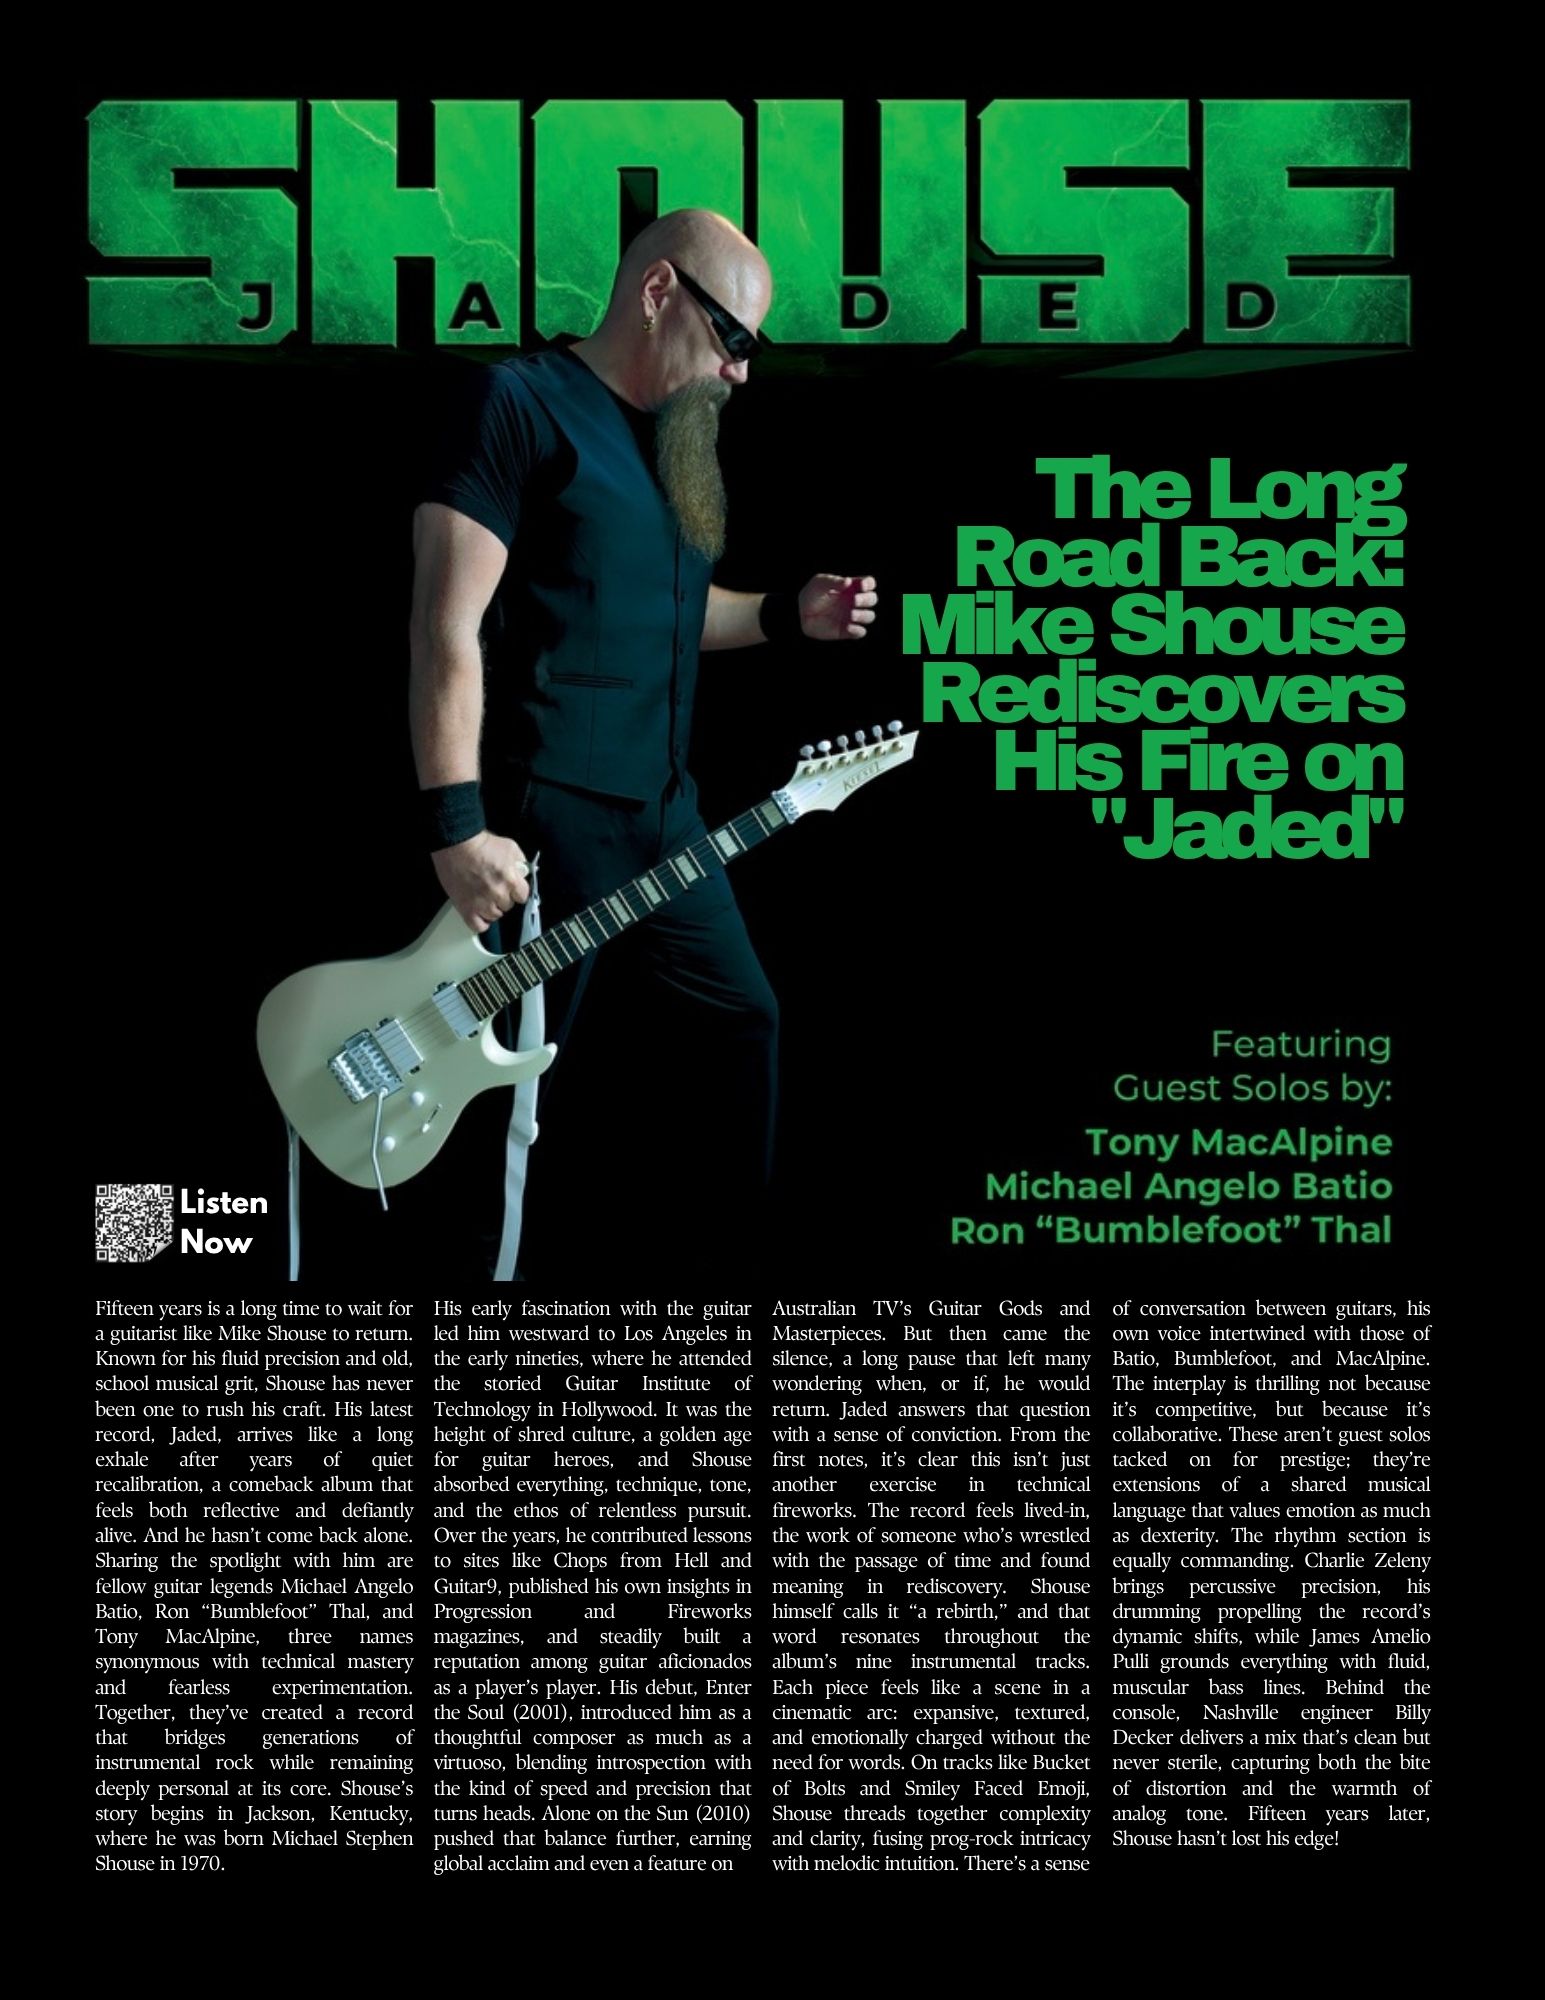 SHOUSE
JADED
The Long
Road Back:
Mike Shouse
Rediscovers
His Fire on
"Jaded"
KIESEL
Featuring
Guest Solos by:
Tony MacAlpine
Michael Angelo Batio
Ron “Bumblefoot” Thal
Listen
Now
Fifteen years is a long time to wait for
a guitarist like Mike Shouse to return.
Known for his fluid precision and old,
school musical grit, Shouse has never
been one to rush his craft. His latest
record, Jaded, arrives like a long
exhale after years of quiet
recalibration, a comeback album that
feels both reflective and defiantly
alive. And he hasn’t come back alone.
Sharing the spotlight with him are
fellow guitar legends Michael Angelo
Batio, Ron “Bumblefoot” Thal, and
Tony MacAlpine, three names
synonymous with technical mastery
and fearless experimentation.
Together, they’ve created a record
that bridges generations of
instrumental rock while remaining
deeply personal at its core. Shouse’s
story begins in Jackson, Kentucky,
where he was born Michael Stephen
Shouse in 1970.
His early fascination with the guitar
led him westward to Los Angeles in
the early nineties, where he attended
the storied Guitar Institute of
Technology in Hollywood. It was the
height of shred culture, a golden age
for guitar heroes, and Shouse
absorbed everything, technique, tone,
and the ethos of relentless pursuit.
Over the years, he contributed lessons
to sites like Chops from Hell and
Guitar9, published his own insights in
Progression and Fireworks
magazines, and steadily built a
reputation among guitar aficionados
as a player’s player. His debut, Enter
the Soul (2001), introduced him as a
thoughtful composer as much as a
virtuoso, blending introspection with
the kind of speed and precision that
turns heads. Alone on the Sun (2010)
pushed that balance further, earning
global acclaim and even a feature on
Australian TV’s Guitar Gods and
Masterpieces. But then came the
silence, a long pause that left many
wondering when, or if, he would
return. Jaded answers that question
with a sense of conviction. From the
first notes, it’s clear this isn’t just
another exercise in technical
fireworks. The record feels lived-in,
the work of someone who’s wrestled
with the passage of time and found
meaning in rediscovery. Shouse
himself calls it “a rebirth,” and that
word resonates throughout the
album’s nine instrumental tracks.
Each piece feels like a scene in a
cinematic arc: expansive, textured,
and emotionally charged without the
need for words. On tracks like Bucket
of Bolts and Smiley Faced Emoji,
Shouse threads together complexity
and clarity, fusing prog-rock intricacy
with melodic intuition. There’s a sense
of conversation between guitars, his
own voice intertwined with those of
Batio, Bumblefoot, and MacAlpine.
The interplay is thrilling not because
it’s competitive, but because it’s
collaborative. These aren’t guest solos
tacked on for prestige; they’re
extensions of a shared musical
language that values emotion as much
as dexterity. The rhythm section is
equally commanding. Charlie Zeleny
brings percussive precision, his
drumming propelling the record’s
dynamic shifts, while James Amelio
Pulli grounds everything with fluid,
muscular bass lines. Behind the
console, Nashville engineer Billy
Decker delivers a mix that’s clean but
never sterile, capturing both the bite
of distortion and the warmth of
analog tone. Fifteen years later,
Shouse hasn’t lost his edge!